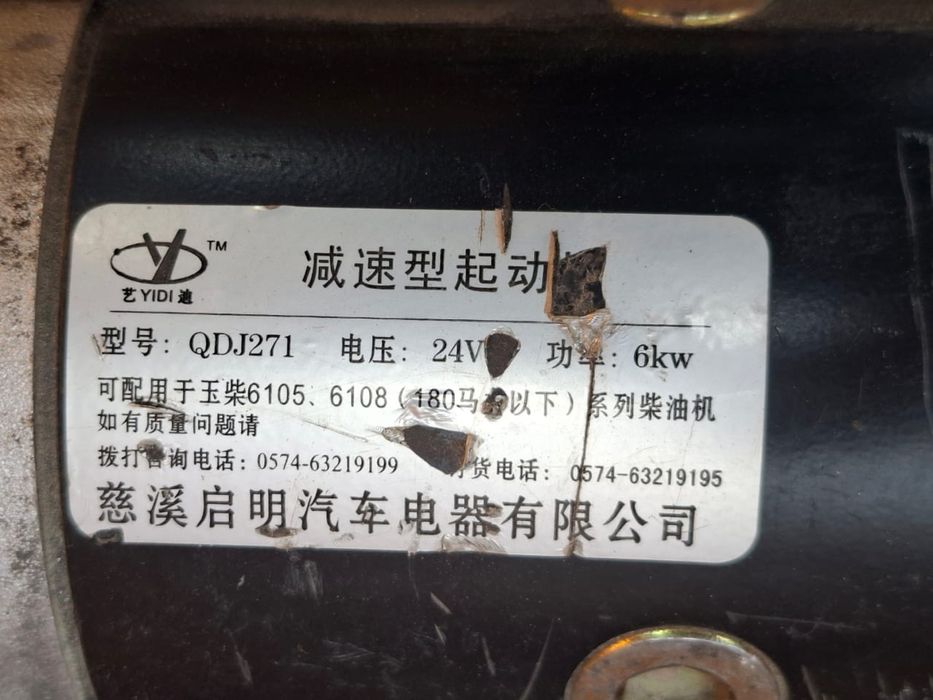 TM
艺YIDI迪
减速型起动
型号: QDJ271 电压: 24V 功率: 6kw
可配用于玉柴6105、6108(180马 以下)系列柴油机
如有质量问题请
拨打咨询电话: 0574-63219199 货电话: 0574-63219195
慈溪启明汽车电器有限公司